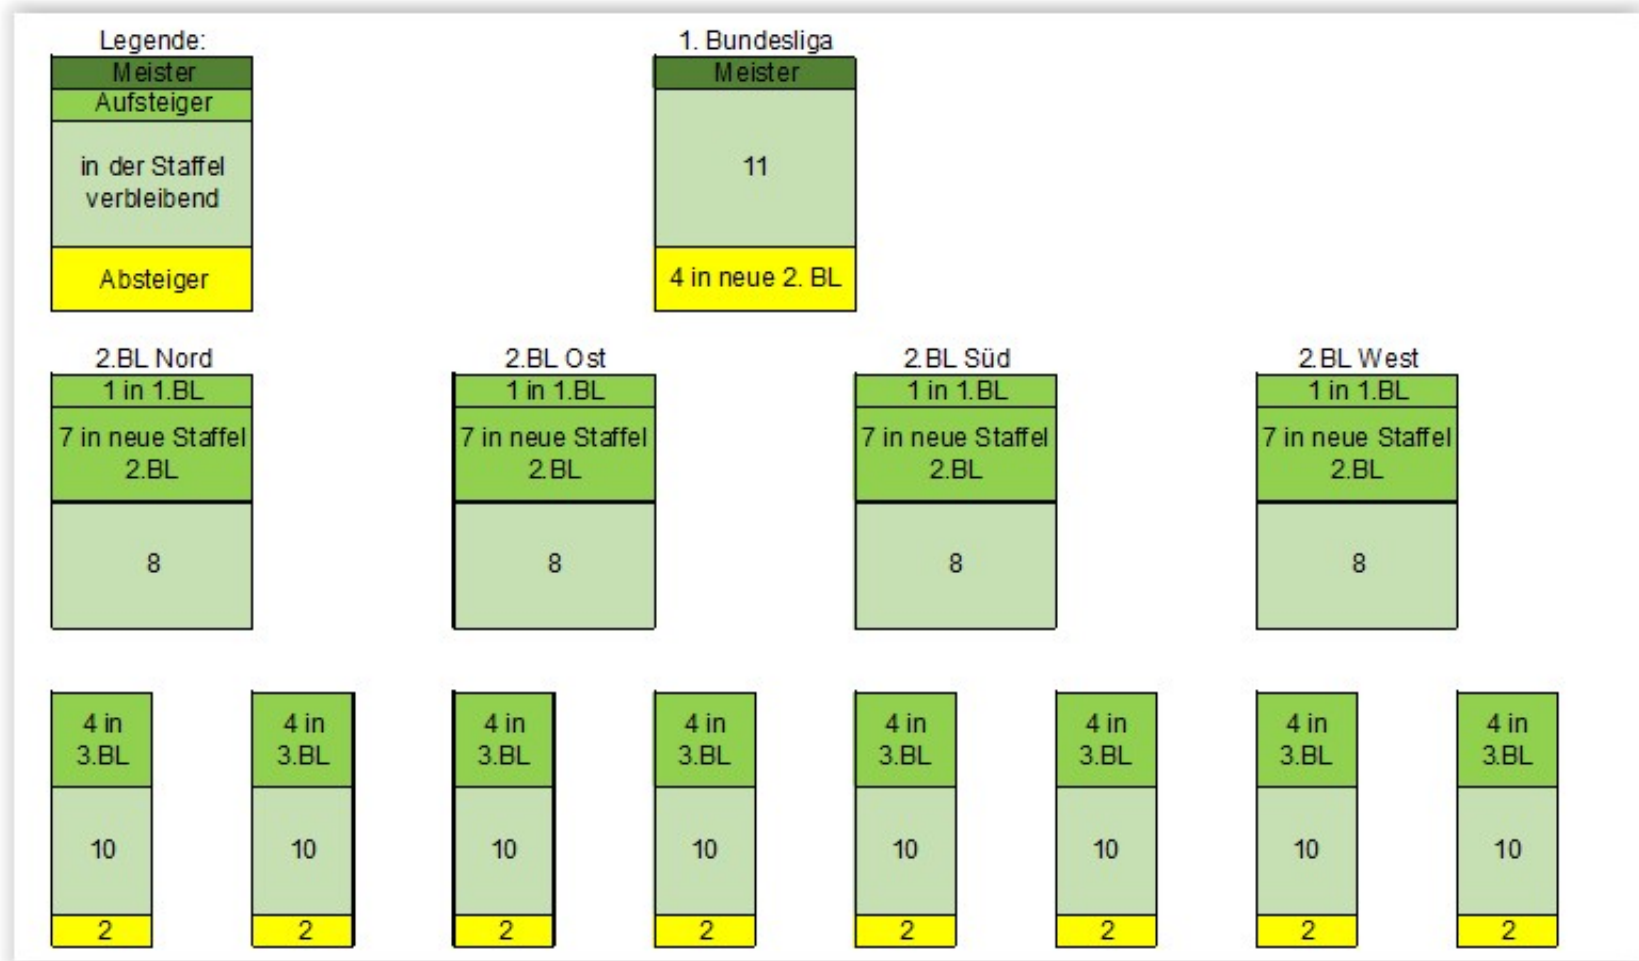 Legende:
Meister
Aufsteiger
in der Staffel
verbleibend
Absteiger
1. Bundesliga
Meister
11
4 in neue 2. BL
2.BL Nord
1 in 1.BL
7 in neue Staffel
2.BL
8
2.BL Ost
1 in 1.BL
7 in neue Staffel
2.BL
8
2.BL Süd
1 in 1.BL
7 in neue Staffel
2.BL
8
2.BL West
1 in 1.BL
7 in neue Staffel
2.BL
8
4 in
3.BL
10
2
4 in
3.BL
10
2
4 in
3.BL
10
2
4 in
3.BL
10
2
4 in
3.BL
10
2
4 in
3.BL
10
2
4 in
3.BL
10
2
4 in
3.BL
10
2